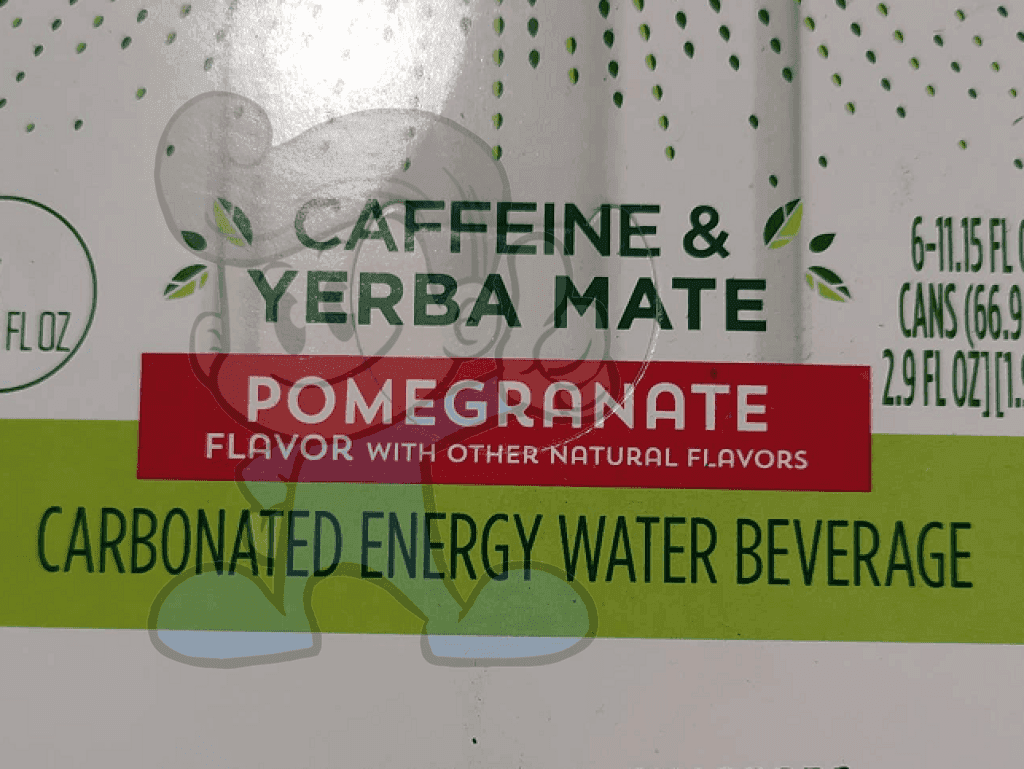 CAFFEINE &
YERBA MATE
6-11.15 FL
CANS (66.9
2.9 FL OZ] [1.
FL OZ
POMEGRANATE
FLAVOR WITH OTHER NATURAL FLAVORS
CARBONATED ENERGY WATER BEVERAGE